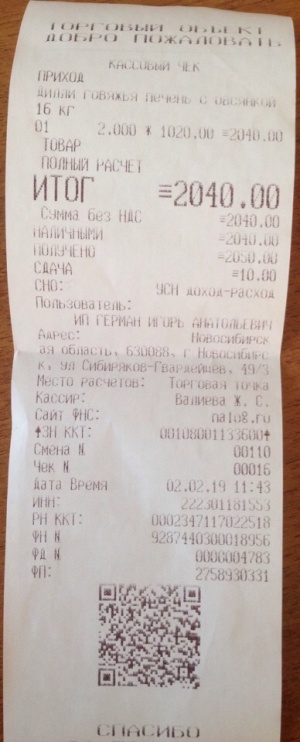 ТОРГОВЫЙ ОБЪЕКТ
ДОБРО ПОЖАЛОВАТЬ
КАССОВЫЙ ЧЕК
ПРИХОД
ДИЛЛИ ГОВЯЖЬЯ ПЕЧЕНЬ С ОВСЯНКОЙ
16 КГ
01 2.000 * 1020.00 =2040.00
ТОВАР
ПОЛНЫЙ РАСЧЕТ
ИТОГ =2040.00
Сумма без НДС =2040.00
НАЛИЧНЫМИ =2040.00
ПОЛУЧЕНО =2050.00
СДАЧА =10.00
СНО: УСН доход-расход
Пользователь:
ИП ГЕРМАН ИГОРЬ АНАТОЛЬЕВИЧ
Адрес: Новосибирск
ая область, 630088, г Новосибирс
к, ул Сибиряков-Гвардейцев, 49/3
Место расчетов: Торговая точка
Кассир: Валиева Ж. С.
Сайт ФНС: nalog.ru
↑ЗН ККТ: 00108001133600↑
Смена N 00110
Чек N 00016
Дата Время 02.02.19 11:43
ИНН: 222301181553
РН ККТ: 0002347117022518
ФН N 9287440300018956
ФД N 0000004783
ФП: 2758930331
СПАСИБО